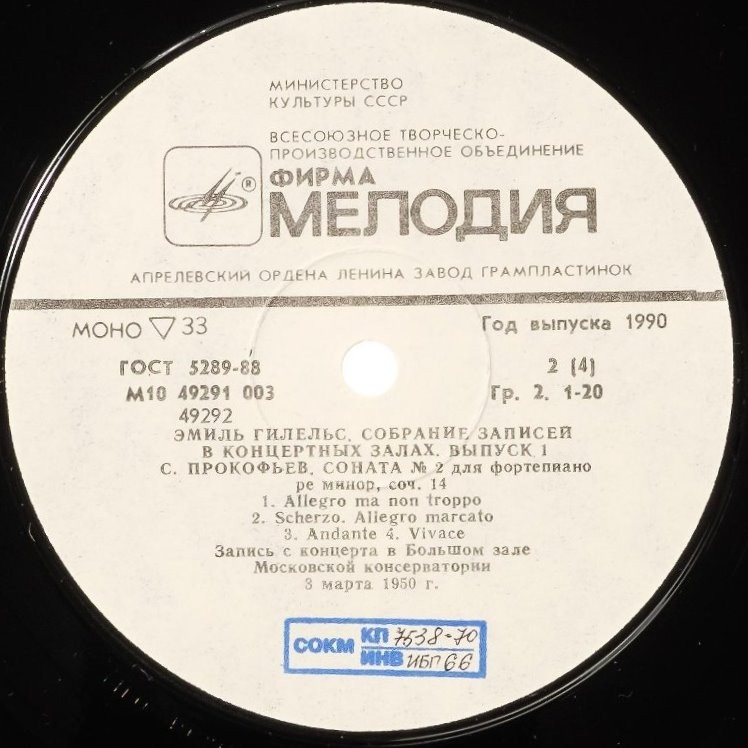 МИНИСТЕРСТВО
КУЛЬТУРЫ СССР
ВСЕСОЮЗНОЕ ТВОРЧЕСКО-
ПРОИЗВОДСТВЕННОЕ ОБЪЕДИНЕНИЕ
®
ФИРМА
МЕЛОДИЯ
АПРЕЛЕВСКИЙ ОРДЕНА ЛЕНИНА ЗАВОД ГРАМПЛАСТИНОК
МОНО ▽ 33
Год выпуска 1990
ГОСТ 5289-88
2 (4)
М10 49291 003
Гр. 2. 1-20
49292
ЭМИЛЬ ГИЛЕЛЬС. СОБРАНИЕ ЗАПИСЕЙ
В КОНЦЕРТНЫХ ЗАЛАХ. ВЫПУСК 1
С. ПРОКОФЬЕВ. СОНАТА № 2 для фортепиано
ре минор, соч. 14
1. Allegro ma non troppo
2. Scherzo. Allegro marcato
3. Andante 4. Vivace
Запись с концерта в Большом зале
Московской консерватории
3 марта 1950 г.
СОКМ КП 7538-70
ИНВ ИБП 66